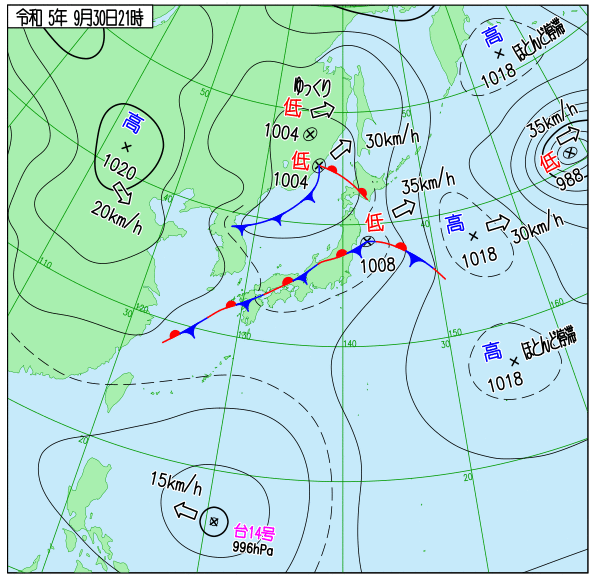 令和 5年 9月30日21時
高
ほとんど停滞
1018
ゆっくり
低
1004
30km/h
35km/h
低
988
低
1004
高
1020
20km/h
35km/h
低
1008
高
1018
30km/h
50
50
40
40
110
120
30
130
140
30
150
160
高
ほとんど停滞
1018
20
20
15km/h
台14号
996hPa